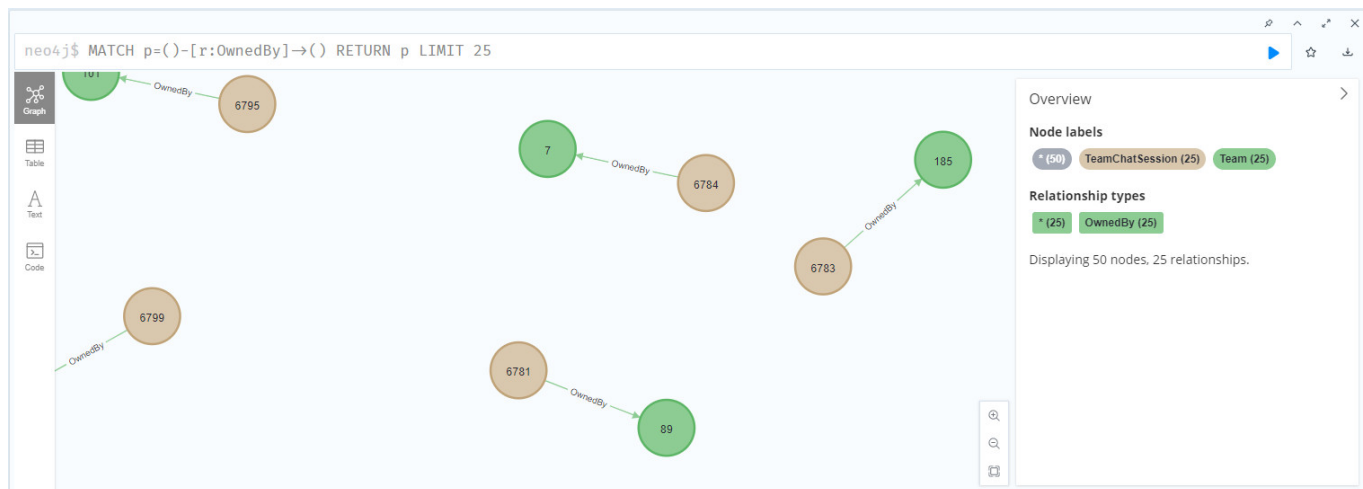 neo4j$ MATCH p=()-[r:OwnedBy]→() RETURN p LIMIT 25
Graph
Table
A
Text
Code
101
OwnedBy
6795
7
OwnedBy
6784
185
OwnedBy
6783
6799
OwnedBy
6781
OwnedBy
89
Overview
Node labels
* (50) TeamChatSession (25) Team (25)
Relationship types
* (25) OwnedBy (25)
Displaying 50 nodes, 25 relationships.